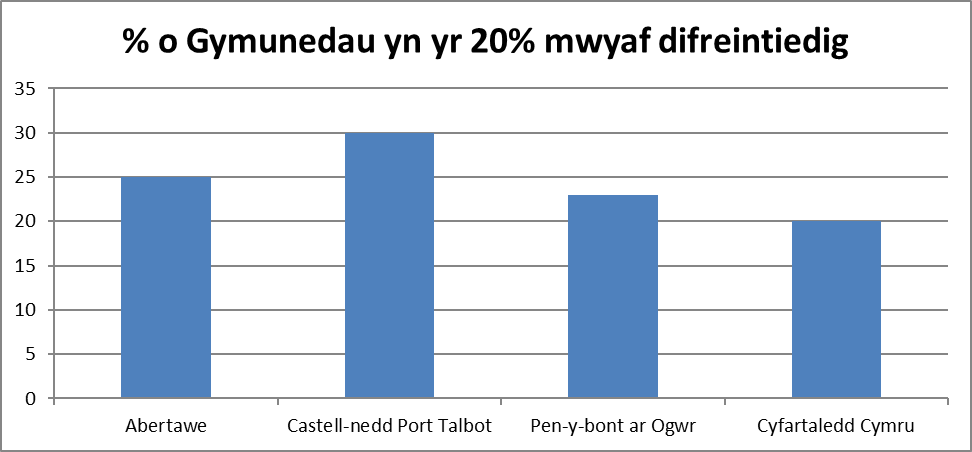 % o Gymunedau yn yr 20% mwyaf difreintiedig
35
30
25
20
15
10
5
0
Abertawe
Castell-nedd Port Talbot
Pen-y-bont ar Ogwr
Cyfartaledd Cymru